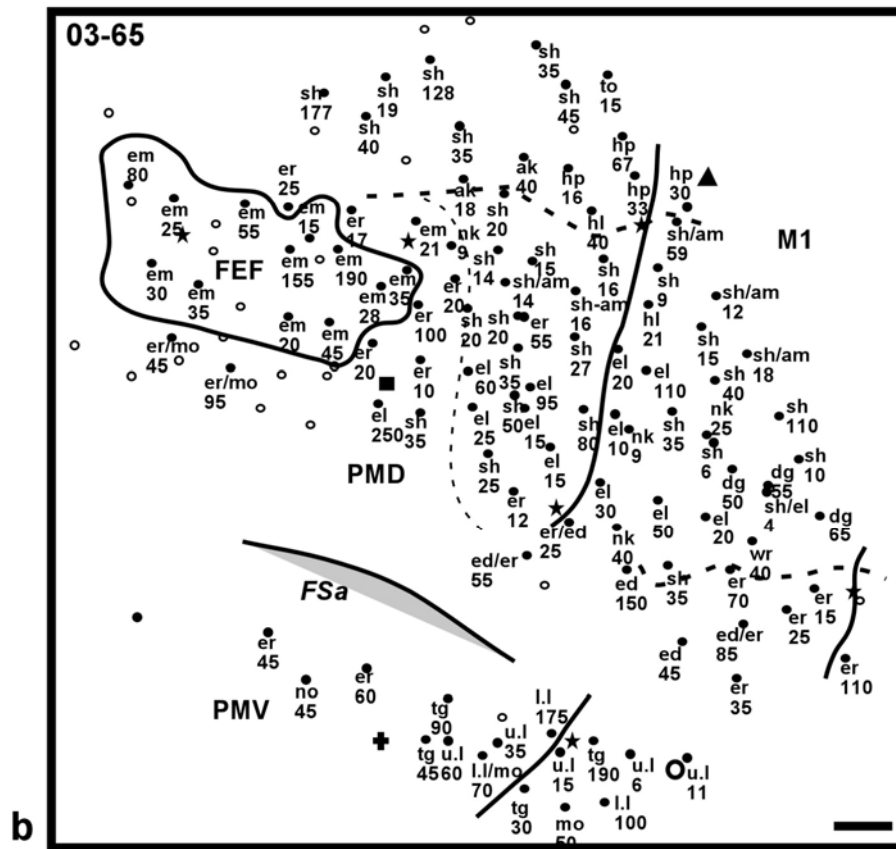 03-65
sh
35
sh
128
sh
19
sh
177
sh
45
to
15
sh
40
sh
35
hp
67
em
80
er
25
ak
40
hp
16
hp
33
hp
30
ak
18
em
25
em
55
em
15
er
17
em
21
nk
9
sh
20
hl
40
sh/am
59
M1
FEF
em
30
em
35
em
155
em
190
em
28
em
35
er
20
sh
14
sh
15
sh/am
14
sh
16
sh-am
16
sh
9
hl
21
sh/am
12
em
20
em
45
er
20
er
100
sh
20
sh
20
er
55
sh
27
el
20
sh
15
sh/am
18
er/mo
45
er/mo
95
er
10
el
60
sh
35
el
95
el
110
sh
40
el
250
sh
35
el
25
sh
50
el
15
sh
80
el
10
nk
9
sh
35
nk
25
sh
110
PMD
sh
25
el
15
sh
6
dg
50
dg
55
sh
10
er
12
el
30
el
50
el
20
sh/el
4
dg
65
er/ed
25
nk
40
wr
40
ed/er
55
ed
150
sh
35
er
70
FSa
er
15
er
25
er
45
ed
45
ed/er
85
er
110
PMV
no
45
er
60
er
35
tg
90
l.l
175
tg
45
u.l
60
u.l
35
l.l/mo
70
u.l
15
tg
190
u.l
6
u.l
11
tg
30
mo
50
l.l
100
b